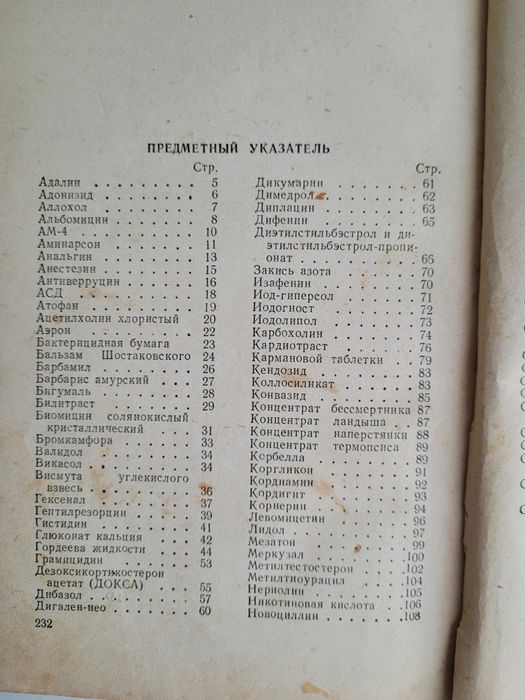 ПРЕДМЕТНЫЙ УКАЗАТЕЛЬ
Стр.
Адалин . . . . . . . . . 5
Адонизид . . . . . . . . 6
Аллохол . . . . . . . . 7
Альбомицин . . . . . . . 8
АМ-4 . . . . . . . . . 10
Аминарсон . . . . . . . 11
Анальгин . . . . . . . . 13
Анестезин . . . . . . . 15
Антиверруцин . . . . . . 16
АСД . . . . . . . . . 18
Атофан . . . . . . . . 19
Ацетилхолин хлористый . 20
Аэрон . . . . . . . . . 22
Бактерицидная бумага . 23
Бальзам Шостаковского 24
Барбамил . . . . . . . . 26
Барбарис амурский . . . 27
Бигумаль . . . . . . . . 28
Билитраст . . . . . . . 29
Биомицин солянокислый
кристаллический . . . . 31
Бромкамфора . . . . . . 33
Валидол . . . . . . . . 34
Викасол . . . . . . . . 34
Висмута углекислого
взвесь . . . . . . . . 36
Гексенал . . . . . . . . 37
Гептилрезорцин . . . . . 39
Гистидин . . . . . . . . 41
Глюконат кальция . . . 42
Гордеева жидкости . . . 44
Грамицидин . . . . . . . 53
Дезоксикортикостерон
ацетат (ДОКСА) . . . . 55
Дибазол . . . . . . . . 57
Дигален-нео . . . . . . 60
232
Стр.
Дикумарин . . . . . . . 61
Димедрол . . . . . . . 62
Диплацин . . . . . . . 63
Дифенин . . . . . . . . 65
Диэтилстильбэстрол и ди-
этилстильбэстрол-пропи-
онат . . . . . . . . . 66
Закись азота . . . . . . 70
Изафенин . . . . . . . 70
Иод-гиперсол . . . . . . 71
Иодогност . . . . . . . 72
Иодолипол . . . . . . . 73
Карбохолин . . . . . . . 74
Кардиотраст . . . . . . 76
Кармановой таблетки . . 79
Кендозид . . . . . . . . 83
Коллосиликат . . . . . . 83
Конвазид . . . . . . . . 85
Концентрат бессмертника 87
Концентрат ландыша . . 87
Концентрат наперстянки 88
Концентрат термопсиса 89
Корбелла . . . . . . . . 89
Коргликон . . . . . . . 91
Кордиамин . . . . . . . 92
Кордигит . . . . . . . . 93
Корнерин . . . . . . . . 94
Левомицетин . . . . . . 96
Лидол . . . . . . . . . 97
Мезатон . . . . . . . . 99
Меркузал . . . . . . . . 100
Метилтестостерон . . . . 102
Метилтиоурацил . . . . 104
Нериолин . . . . . . . . 105
Никотиновая кислота . . 106
Новоциллин . . . . . . . 108